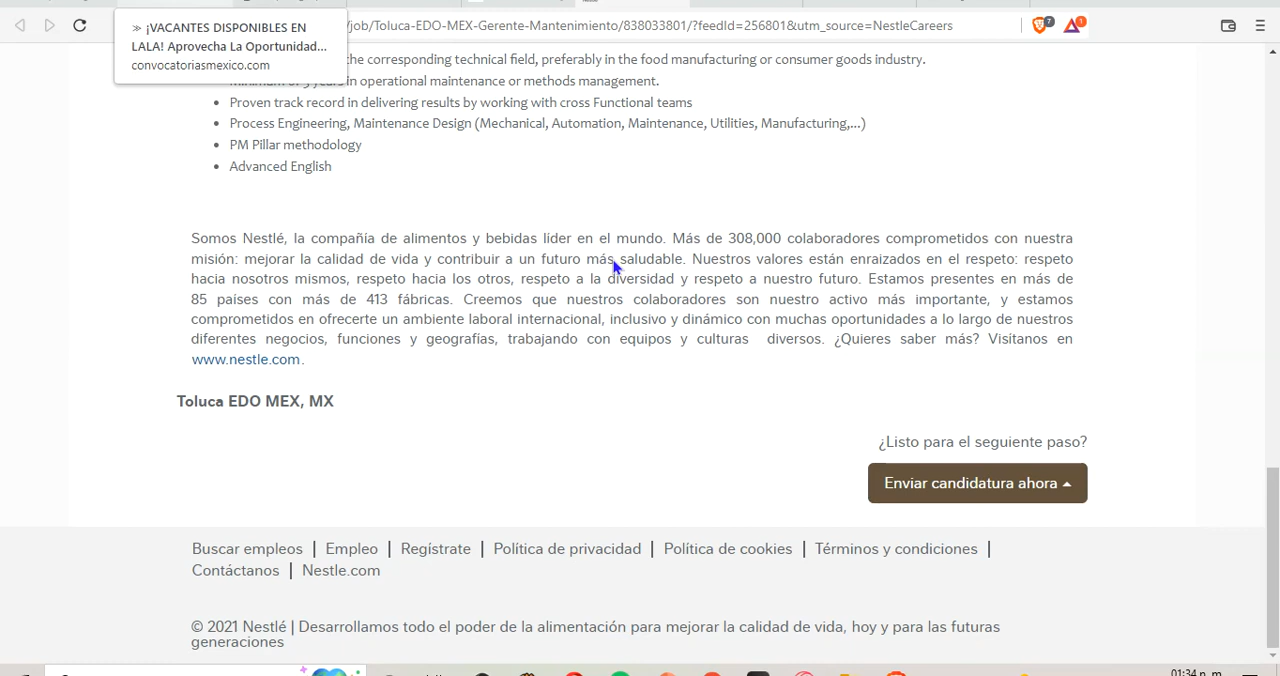 ≫ ¡VACANTES DISPONIBLES EN
LALA! Aprovecha La Oportunidad...
convocatoriasmexico.com
/job/Toluca-EDO-MEX-Gerente-Mantenimiento/838033801/?feedId=256801&utm_source=NestleCareers
7
1
the corresponding technical field, preferably in the food manufacturing or consumer goods industry.
in operational maintenance or methods management.
• Proven track record in delivering results by working with cross Functional teams
• Process Engineering, Maintenance Design (Mechanical, Automation, Maintenance, Utilities, Manufacturing,...)
• PM Pillar methodology
• Advanced English
Somos Nestlé, la compañía de alimentos y bebidas líder en el mundo. Más de 308,000 colaboradores comprometidos con nuestra
misión: mejorar la calidad de vida y contribuir a un futuro más saludable. Nuestros valores están enraizados en el respeto: respeto
hacia nosotros mismos, respeto hacia los otros, respeto a la diversidad y respeto a nuestro futuro. Estamos presentes en más de
85 países con más de 413 fábricas. Creemos que nuestros colaboradores son nuestro activo más importante, y estamos
comprometidos en ofrecerte un ambiente laboral internacional, inclusivo y dinámico con muchas oportunidades a lo largo de nuestros
diferentes negocios, funciones y geografías, trabajando con equipos y culturas diversos. ¿Quieres saber más? Visítanos en
www.nestle.com.
Toluca EDO MEX, MX
¿Listo para el seguiente paso?
Enviar candidatura ahora
Buscar empleos | Empleo | Regístrate | Política de privacidad | Política de cookies | Términos y condiciones |
Contáctanos | Nestle.com
© 2021 Nestlé | Desarrollamos todo el poder de la alimentación para mejorar la calidad de vida, hoy y para las futuras
generaciones
01:34 p. m.